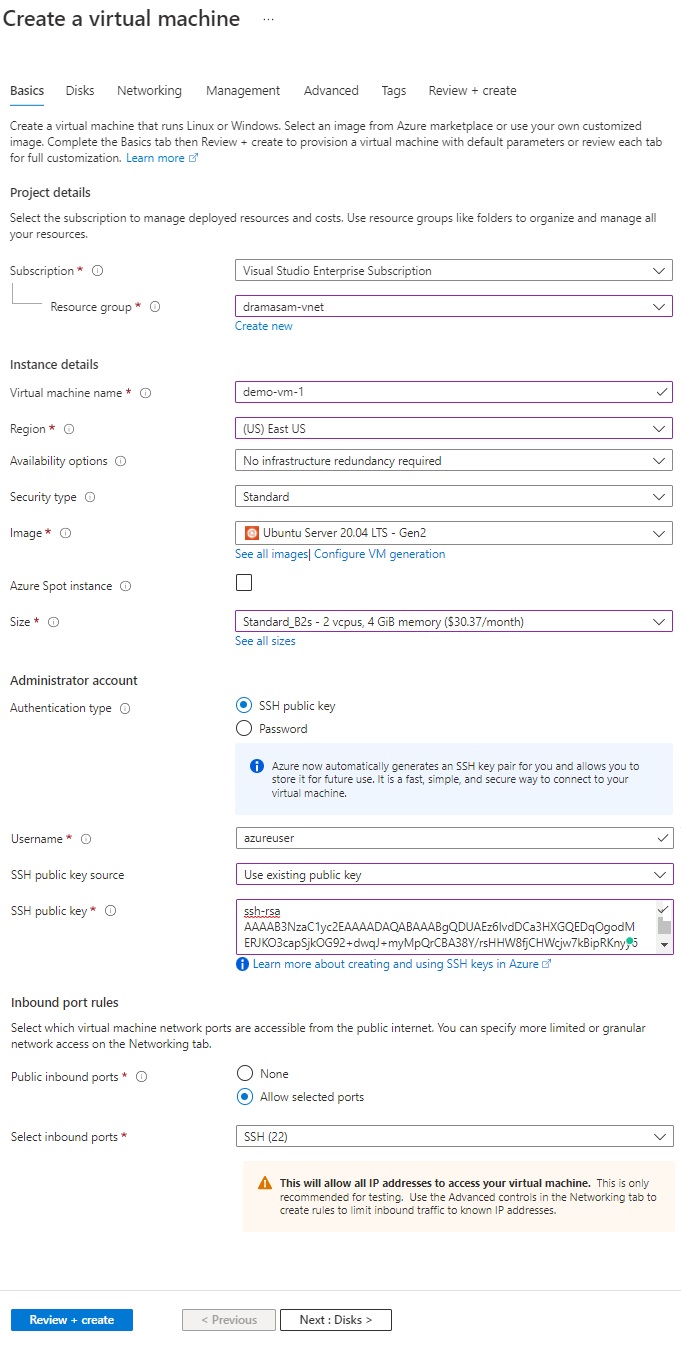 Create a virtual machine ...
Basics Disks Networking Management Advanced Tags Review + create
Create a virtual machine that runs Linux or Windows. Select an image from Azure marketplace or use your own customized
image. Complete the Basics tab then Review + create to provision a virtual machine with default parameters or review each tab
for full customization. Learn more
Project details
Select the subscription to manage deployed resources and costs. Use resource groups like folders to organize and manage all
your resources.
Subscription * Visual Studio Enterprise Subscription
Resource group * dramasam-vnet
Create new
Instance details
Virtual machine name * demo-vm-1
Region * (US) East US
Availability options No infrastructure redundancy required
Security type Standard
Image * Ubuntu Server 20.04 LTS - Gen2
See all images| Configure VM generation
Azure Spot instance
Size * Standard_B2s - 2 vcpus, 4 GiB memory ($30.37/month)
See all sizes
Administrator account
Authentication type SSH public key
Password
Azure now automatically generates an SSH key pair for you and allows you to
store it for future use. It is a fast, simple, and secure way to connect to your
virtual machine.
Username * azureuser
SSH public key source Use existing public key
SSH public key * ssh-rsa
Learn more about creating and using SSH keys in Azure
Inbound port rules
Select which virtual machine network ports are accessible from the public internet. You can specify more limited or granular
network access on the Networking tab.
Public inbound ports * None
Allow selected ports
Select inbound ports * SSH (22)
This will allow all IP addresses to access your virtual machine. This is only
recommended for testing. Use the Advanced controls in the Networking tab to
create rules to limit inbound traffic to known IP addresses.
Review + create < Previous Next : Disks >